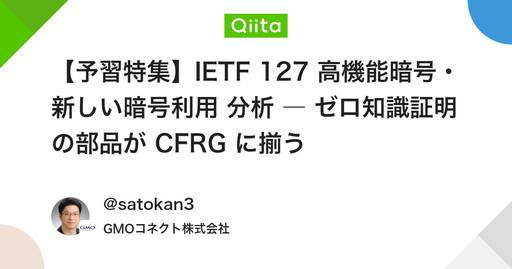 Qiita
【予習特集】IETF 127 高機能暗号・
新しい暗号利用 分析 ― ゼロ知識証明
の部品が CFRG に揃う
@satokan3
GMOコネクト株式会社